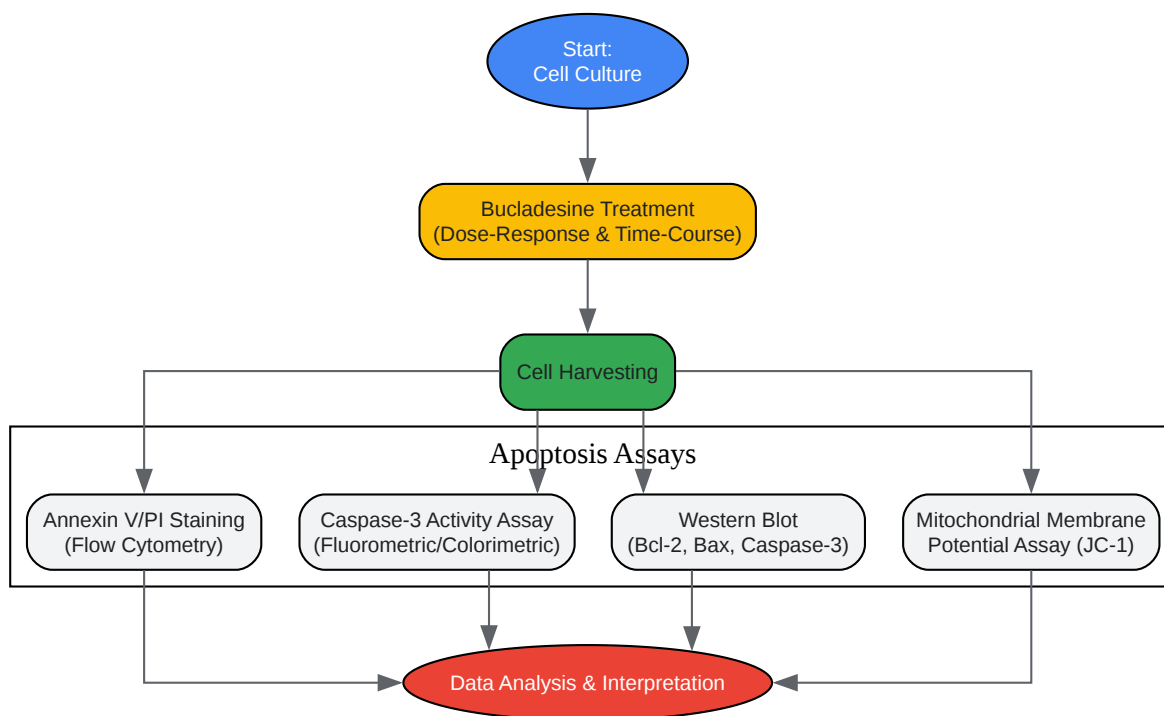 Start:
Cell Culture
Bucladesine Treatment
(Dose-Response & Time-Course)
Cell Harvesting
Apoptosis Assays
Annexin V/PI Staining
(Flow Cytometry)
Caspase-3 Activity Assay
(Fluorometric/Colorimetric)
Western Blot
(Bcl-2, Bax, Caspase-3)
Mitochondrial Membrane
Potential Assay (JC-1)
Data Analysis & Interpretation